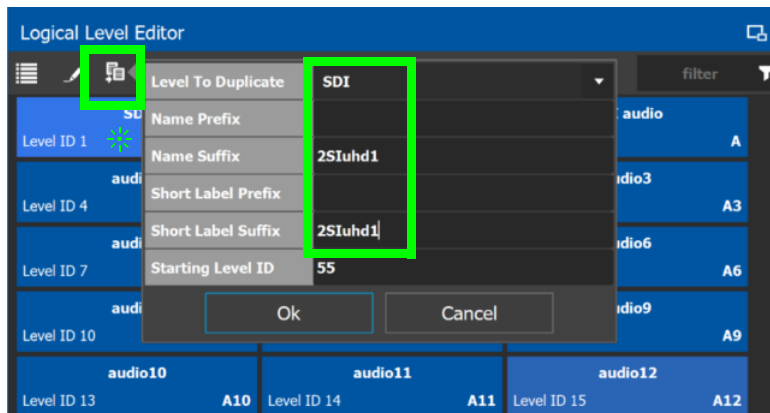 Logical Level Editor
filter
Level To Duplicate SDI
Name Prefix
Name Suffix 2SIuhd1
Short Label Prefix
Short Label Suffix 2SIuhd1
Starting Level ID 55
Ok Cancel
SD
Level ID 1
audio
A
audi
Level ID 4
dio3
A3
audi
Level ID 7
dio6
A6
audi
Level ID 10
dio9
A9
audio10 audio11 audio12
Level ID 13 A10 Level ID 14 A11 Level ID 15 A12